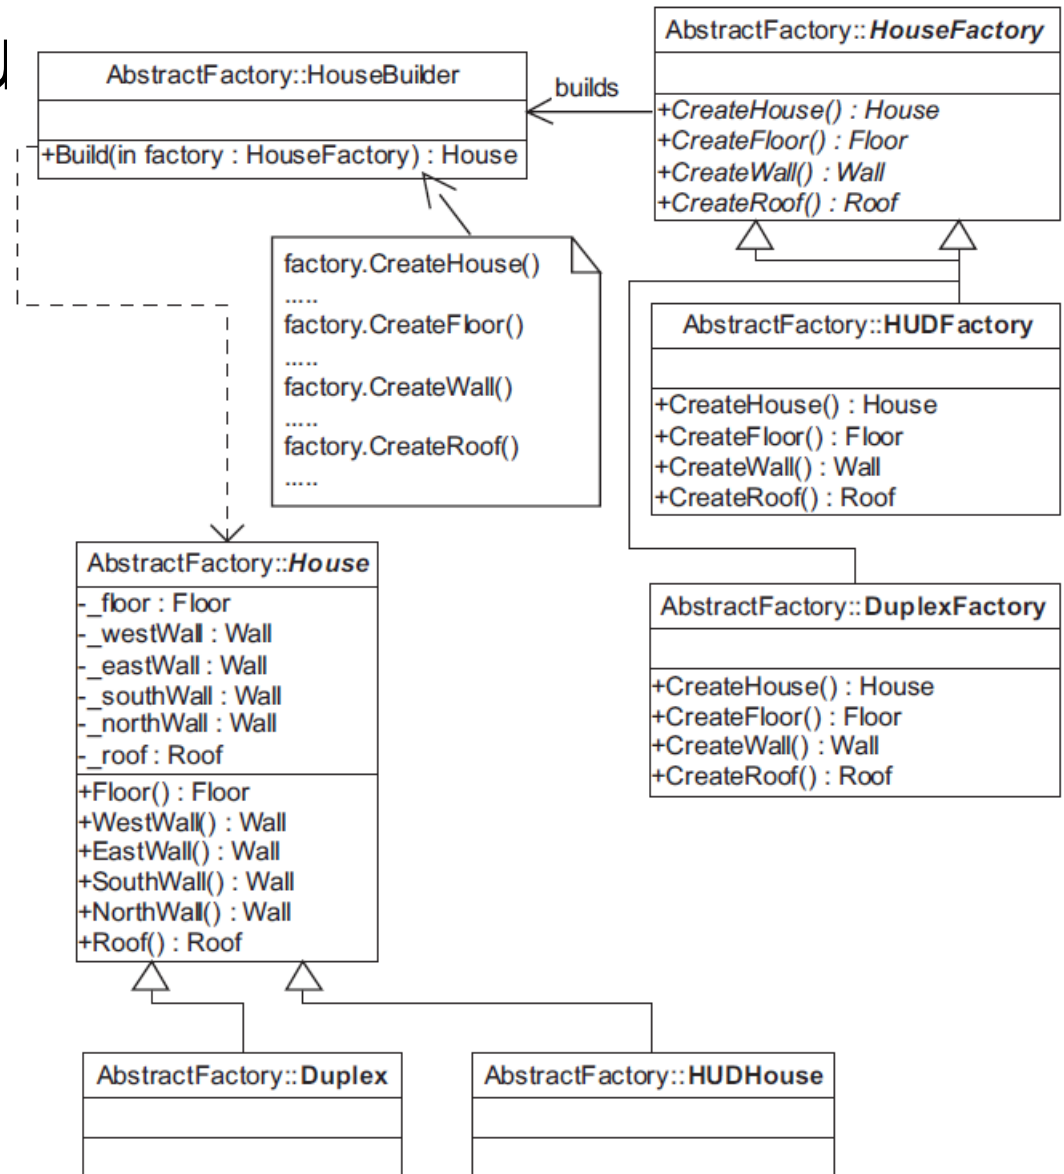 AbstractFactory::HouseBuilder
+Build(in factory : HouseFactory) : House
builds
AbstractFactory::HouseFactory
+CreateHouse() : House
+CreateFloor() : Floor
+CreateWall() : Wall
+CreateRoof() : Roof
factory.CreateHouse()
.....
factory.CreateFloor()
.....
factory.CreateWall()
.....
factory.CreateRoof()
.....
AbstractFactory::HUDFactory
+CreateHouse() : House
+CreateFloor() : Floor
+CreateWall() : Wall
+CreateRoof() : Roof
AbstractFactory::House
-_floor : Floor
-_westWall : Wall
-_eastWall : Wall
-_southWall : Wall
-_northWall : Wall
-_roof : Roof
+Floor() : Floor
+WestWall() : Wall
+EastWall() : Wall
+SouthWall() : Wall
+NorthWall() : Wall
+Roof() : Roof
AbstractFactory::DuplexFactory
+CreateHouse() : House
+CreateFloor() : Floor
+CreateWall() : Wall
+CreateRoof() : Roof
AbstractFactory::Duplex
AbstractFactory::HUDHouse